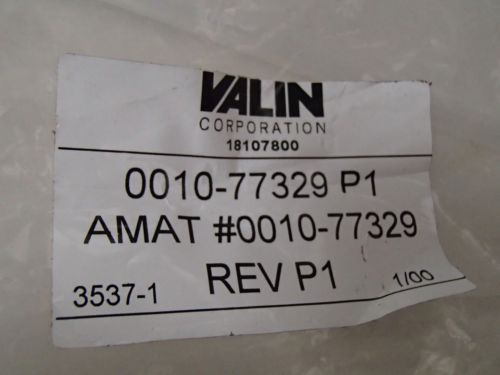 VALIN
CORPORATION
18107800
0010-77329 P1
AMAT #0010-77329
3537-1 REV P1 1/00